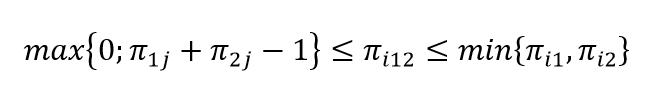 max{0; π₁ⱼ + π₂ⱼ − 1} ≤ πᵢ₁₂ ≤ min{πᵢ₁, πᵢ₂}